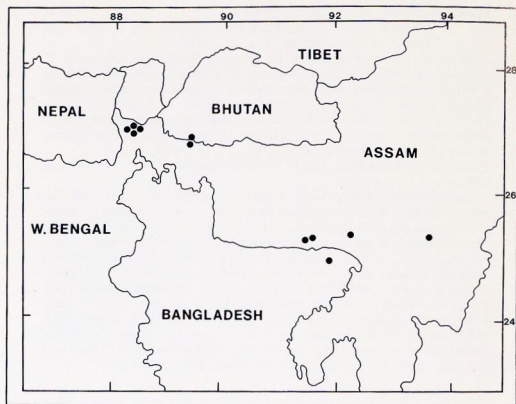 88 90 92 94
TIBET
28
NEPAL
BHUTAN
ASSAM
26
W. BENGAL
BANGLADESH
24